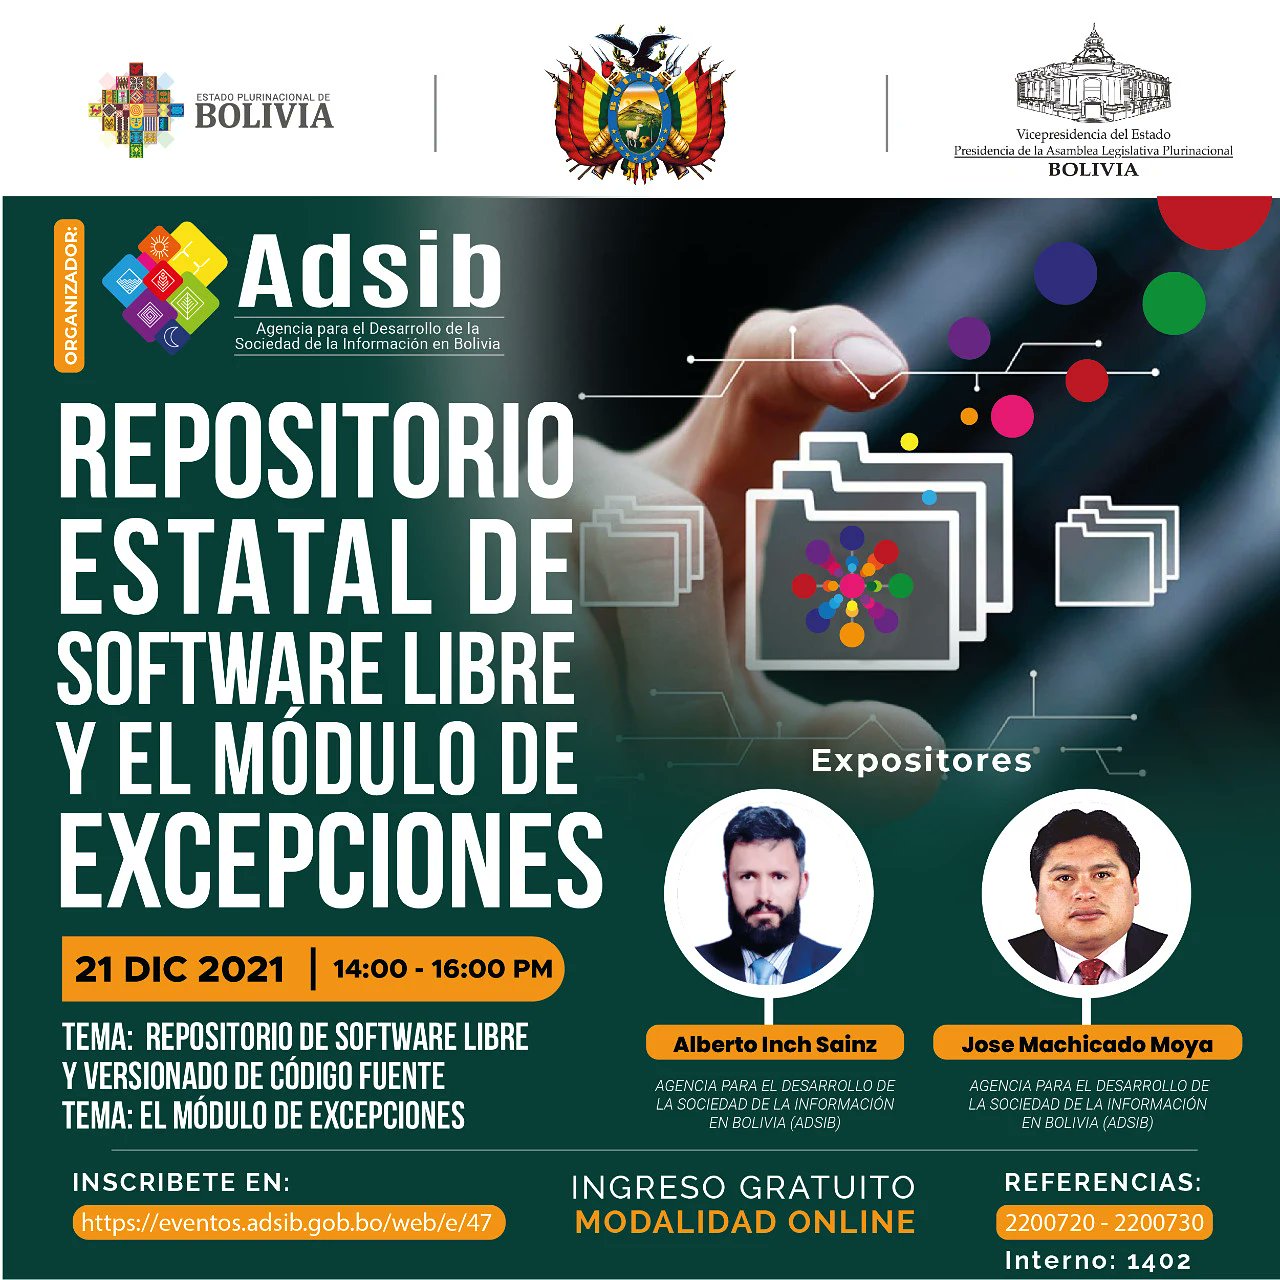 ESTADO PLURINACIONAL DE
BOLIVIA
Vicepresidencia del Estado
Presidencia de la Asamblea Legislativa Plurinacional
BOLIVIA
ORGANIZADOR:
Adsib
Agencia para el Desarrollo de la
Sociedad de la Información en Bolivia
REPOSITORIO
ESTATAL DE
SOFTWARE LIBRE
Y EL MÓDULO DE
EXCEPCIONES
21 DIC 2021 | 14:00 - 16:00 PM
TEMA: REPOSITORIO DE SOFTWARE LIBRE
Y VERSIONADO DE CÓDIGO FUENTE
TEMA: EL MÓDULO DE EXCEPCIONES
Expositores
Alberto Inch Sainz
AGENCIA PARA EL DESARROLLO DE
LA SOCIEDAD DE LA INFORMACIÓN
EN BOLIVIA (ADSIB)
Jose Machicado Moya
AGENCIA PARA EL DESARROLLO DE
LA SOCIEDAD DE LA INFORMACIÓN
EN BOLIVIA (ADSIB)
INSCRIBETE EN:
https://eventos.adsib.gob.bo/web/e/47
INGRESO GRATUITO
MODALIDAD ONLINE
REFERENCIAS:
2200720 - 2200730
Interno: 1402